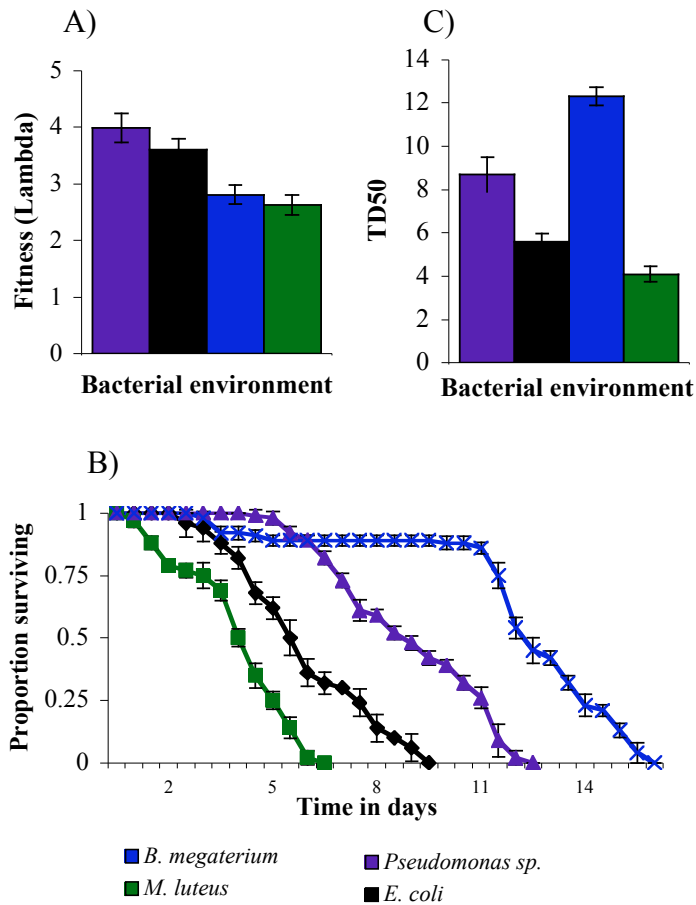 A)
5
4
3
2
1
0
Fitness (Lambda)
Bacterial environment
C)
14
12
10
8
6
4
2
0
TD50
Bacterial environment
B)
1
0.75
0.5
0.25
0
Proportion surviving
2 5 8 11 14
Time in days
B. megaterium
Pseudomonas sp.
M. luteus
E. coli